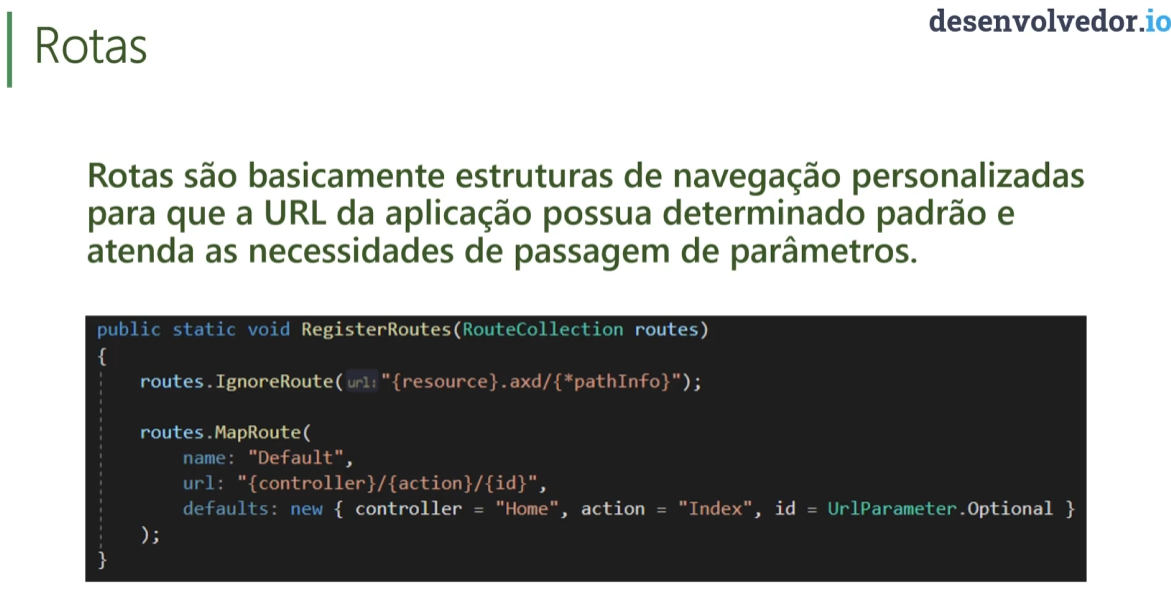 Rotas
desenvolvedor.io
Rotas são basicamente estruturas de navegação personalizadas
para que a URL da aplicação possua determinado padrão e
atenda as necessidades de passagem de parâmetros.
public static void RegisterRoutes(RouteCollection routes)
{
    routes.IgnoreRoute(url:"{resource}.axd/{*pathInfo}");
    routes.MapRoute(
        name: "Default",
        url: "{controller}/{action}/{id}",
        defaults: new { controller = "Home", action = "Index", id = UrlParameter.Optional }
    );
}